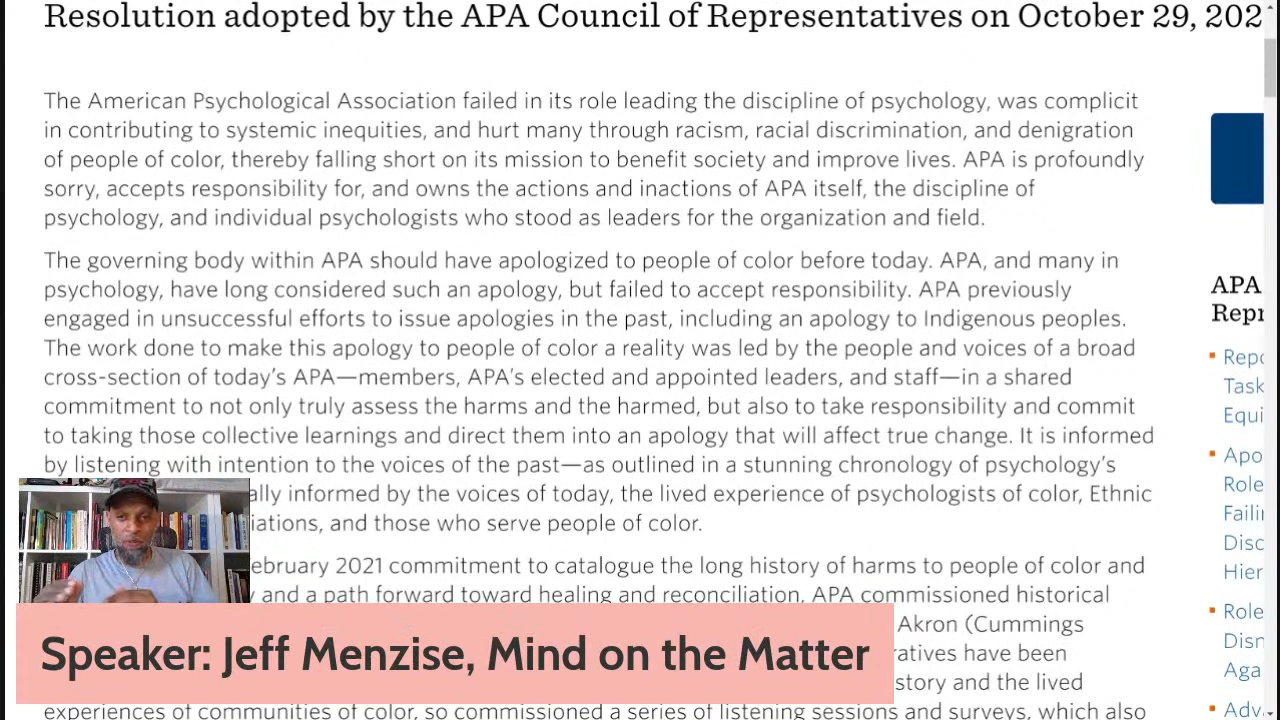 Resolution adopted by the APA Council of Representatives on October 29, 202
The American Psychological Association failed in its role leading the discipline of psychology, was complicit
in contributing to systemic inequities, and hurt many through racism, racial discrimination, and denigration
of people of color, thereby falling short on its mission to benefit society and improve lives. APA is profoundly
sorry, accepts responsibility for, and owns the actions and inactions of APA itself, the discipline of
psychology, and individual psychologists who stood as leaders for the organization and field.
The governing body within APA should have apologized to people of color before today. APA, and many in
psychology, have long considered such an apology, but failed to accept responsibility. APA previously
engaged in unsuccessful efforts to issue apologies in the past, including an apology to Indigenous peoples.
The work done to make this apology to people of color a reality was led by the people and voices of a broad
cross-section of today's APA—members, APA's elected and appointed leaders, and staff—in a shared
commitment to not only truly assess the harms and the harmed, but also to take responsibility and commit
to taking those collective learnings and direct them into an apology that will affect true change. It is informed
by listening with intention to the voices of the past—as outlined in a stunning chronology of psychology's
ally informed by the voices of today, the lived experience of psychologists of color, Ethnic
iations, and those who serve people of color.
ebruary 2021 commitment to catalogue the long history of harms to people of color and
and a path forward toward healing and reconciliation, APA commissioned historical
Akron (Cummings
ratives have been
story and the lived
experiences of communities of color, so commissioned a series of listening sessions and surveys, which also
APA
Repr
Repo
Task
Equi
Apo
Role
Failin
Disc
Hier
Role
Disn
Aga
Adv
Speaker: Jeff Menzise, Mind on the Matter